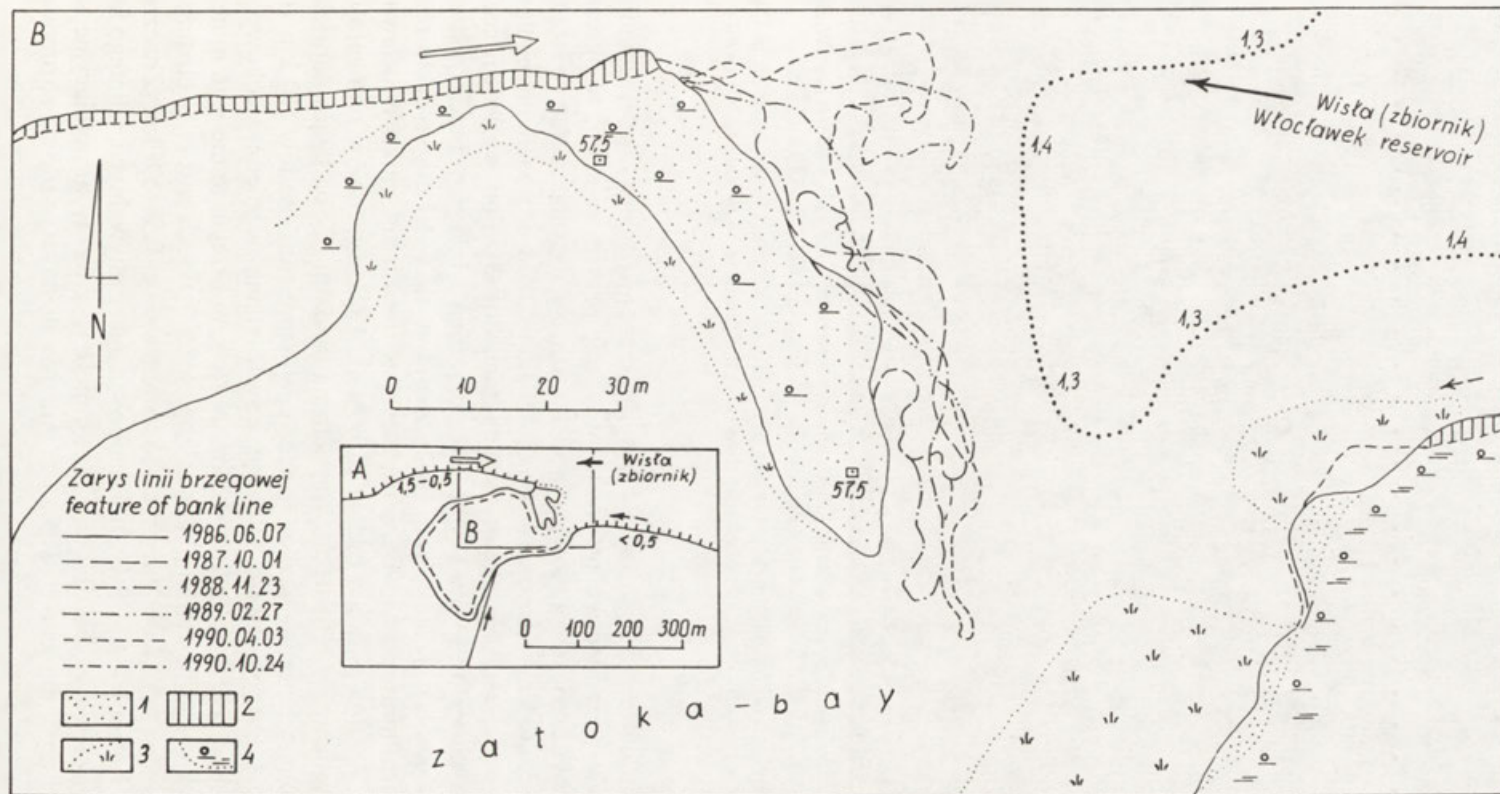 B
1,3
Wisła (zbiornik)
Włocławek reservoir
57,5
1,4
1,4
N
1,3
0 10 20 30 m
1,3
A
Wisła
(zbiornik)
1,5-0,5
B
<0,5
0 100 200 300m
57,5
Zarys linii brzegowej
feature of bank line
1986.06.07
1987.10.01
1988.11.23
1989.02.27
1990.04.03
1990.10.24
1
2
3
4
zatoka-bay